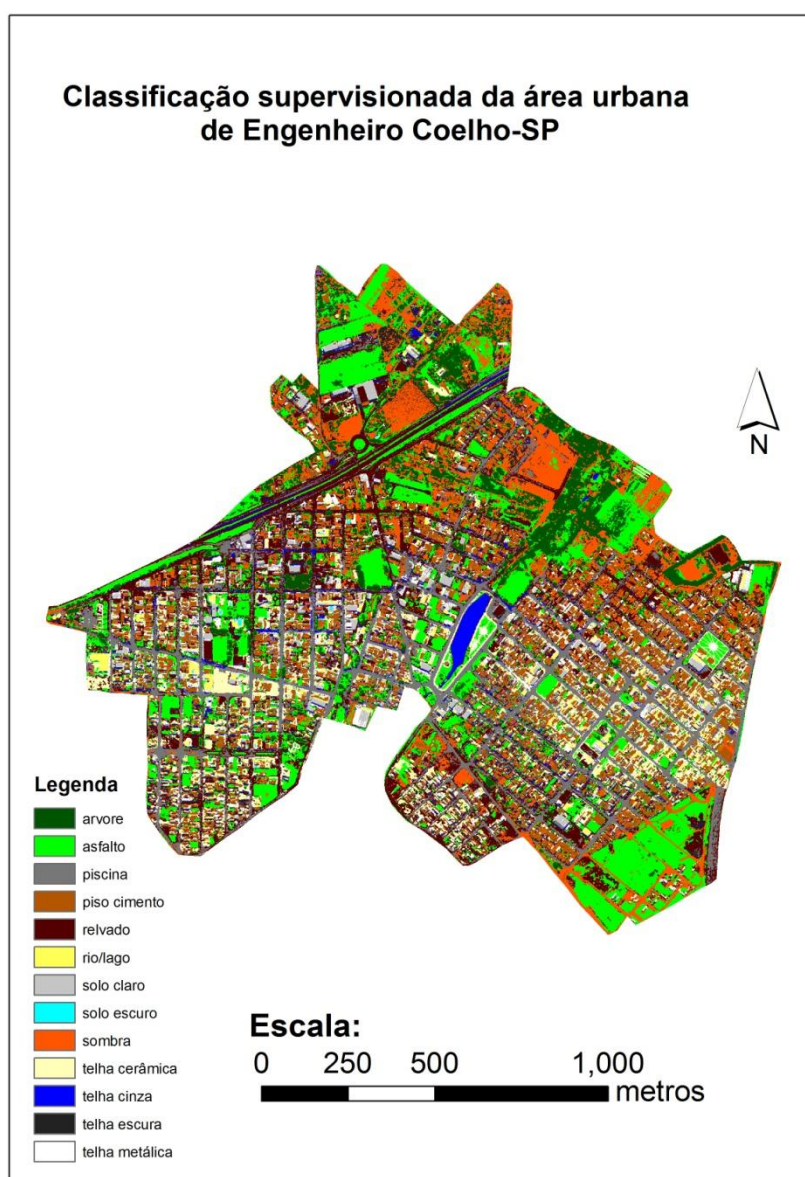 Classificação supervisionada da área urbana
de Engenheiro Coelho-SP
N
Legenda
arvore
asfalto
piscina
piso cimento
relvado
rio/lago
solo claro
solo escuro
sombra
telha cerâmica
telha cinza
telha escura
telha metálica
Escala:
0 250 500 1,000
metros